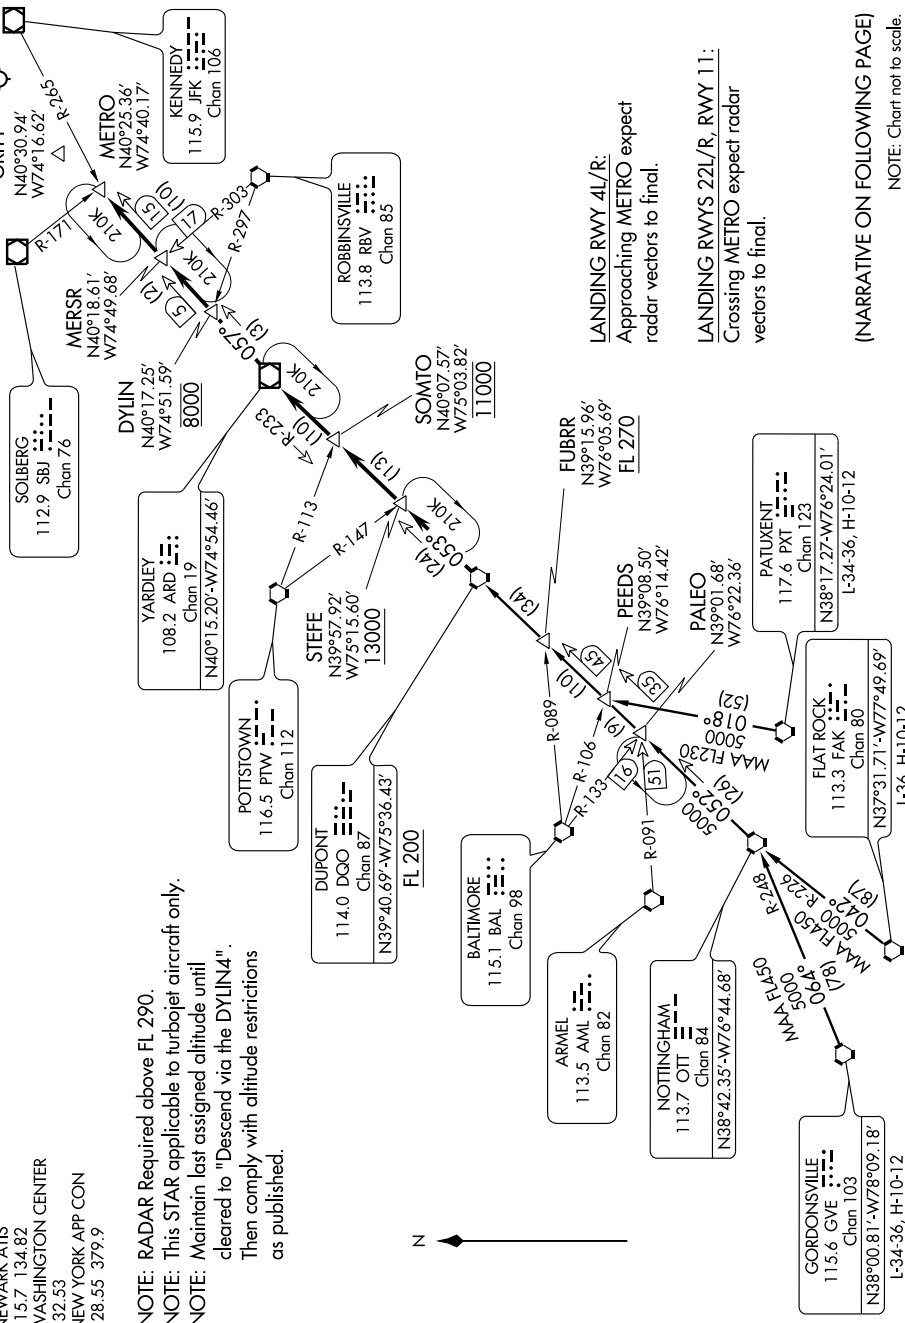 115.7 134.82
WASHINGTON CENTER
32.53
NEW YORK APP CON
28.55 379.9
NOTE: RADAR Required above FL 290.
NOTE: This STAR applicable to turbojet aircraft only.
NOTE: Maintain last assigned altitude until
cleared to "Descend via the DYLIN4".
Then comply with altitude restrictions
as published.
N
SOLBERG
112.9 SBJ
Chan 76
R-171
N40°30.94'
W74°16.62'
R-265
METRO
N40°25.36'
W74°40.17'
KENNEDY
115.9 JFK
Chan 106
210K
15
(10)
MERSR
N40°18.61'
W74°49.68'
(2)
17
R-303
210K
R-297
5
DYLIN
N40°17.25'
W74°51.59'
8000
ROBBINSVILLE
113.8 RBV
Chan 85
057°
(3)
YARDLEY
108.2 ARD
Chan 19
N40°15.20'-W74°54.46'
210K
R-233
(10)
SOMTO
N40°07.57'
W75°03.82'
11000
(13)
POTTSTOWN
116.5 PTW
Chan 112
R-113
R-147
STEFE
N39°57.92'
W75°15.60'
13000
210K
(24)
053°
DUPONT
114.0 DQO
Chan 87
N39°40.69'-W75°36.43'
FL 200
(34)
FUBRR
N39°15.96'
W76°05.69'
FL 270
R-089
(10)
45
PEEDS
N39°08.50'
W76°14.42'
R-106
(9)
35
PALEO
N39°01.68'
W76°22.36'
BALTIMORE
115.1 BAL
Chan 98
R-133
16
51
R-091
ARMEL
113.5 AML
Chan 82
018°
(52)
5000
MAA FL230
PATUXENT
117.6 PXT
Chan 123
N38°17.27-W76°24.01'
L-34-36, H-10-12
5000
052°
(26)
NOTTINGHAM
113.7 OTT
Chan 84
N38°42.35'-W76°44.68'
R-248
R-226
MAA FL450
5000
064°
(78)
MAA FL450
5000
042°
(87)
FLAT ROCK
113.3 FAK
Chan 80
N37°31.71'-W77°49.69'
L-36, H-10-12
GORDONSVILLE
115.6 GVE
Chan 103
N38°00.81'-W78°09.18'
L-34-36, H-10-12
LANDING RWY 4L/R:
Approaching METRO expect
radar vectors to final.
LANDING RWYS 22L/R, RWY 11:
Crossing METRO expect radar
vectors to final.
(NARRATIVE ON FOLLOWING PAGE)
NOTE: Chart not to scale.